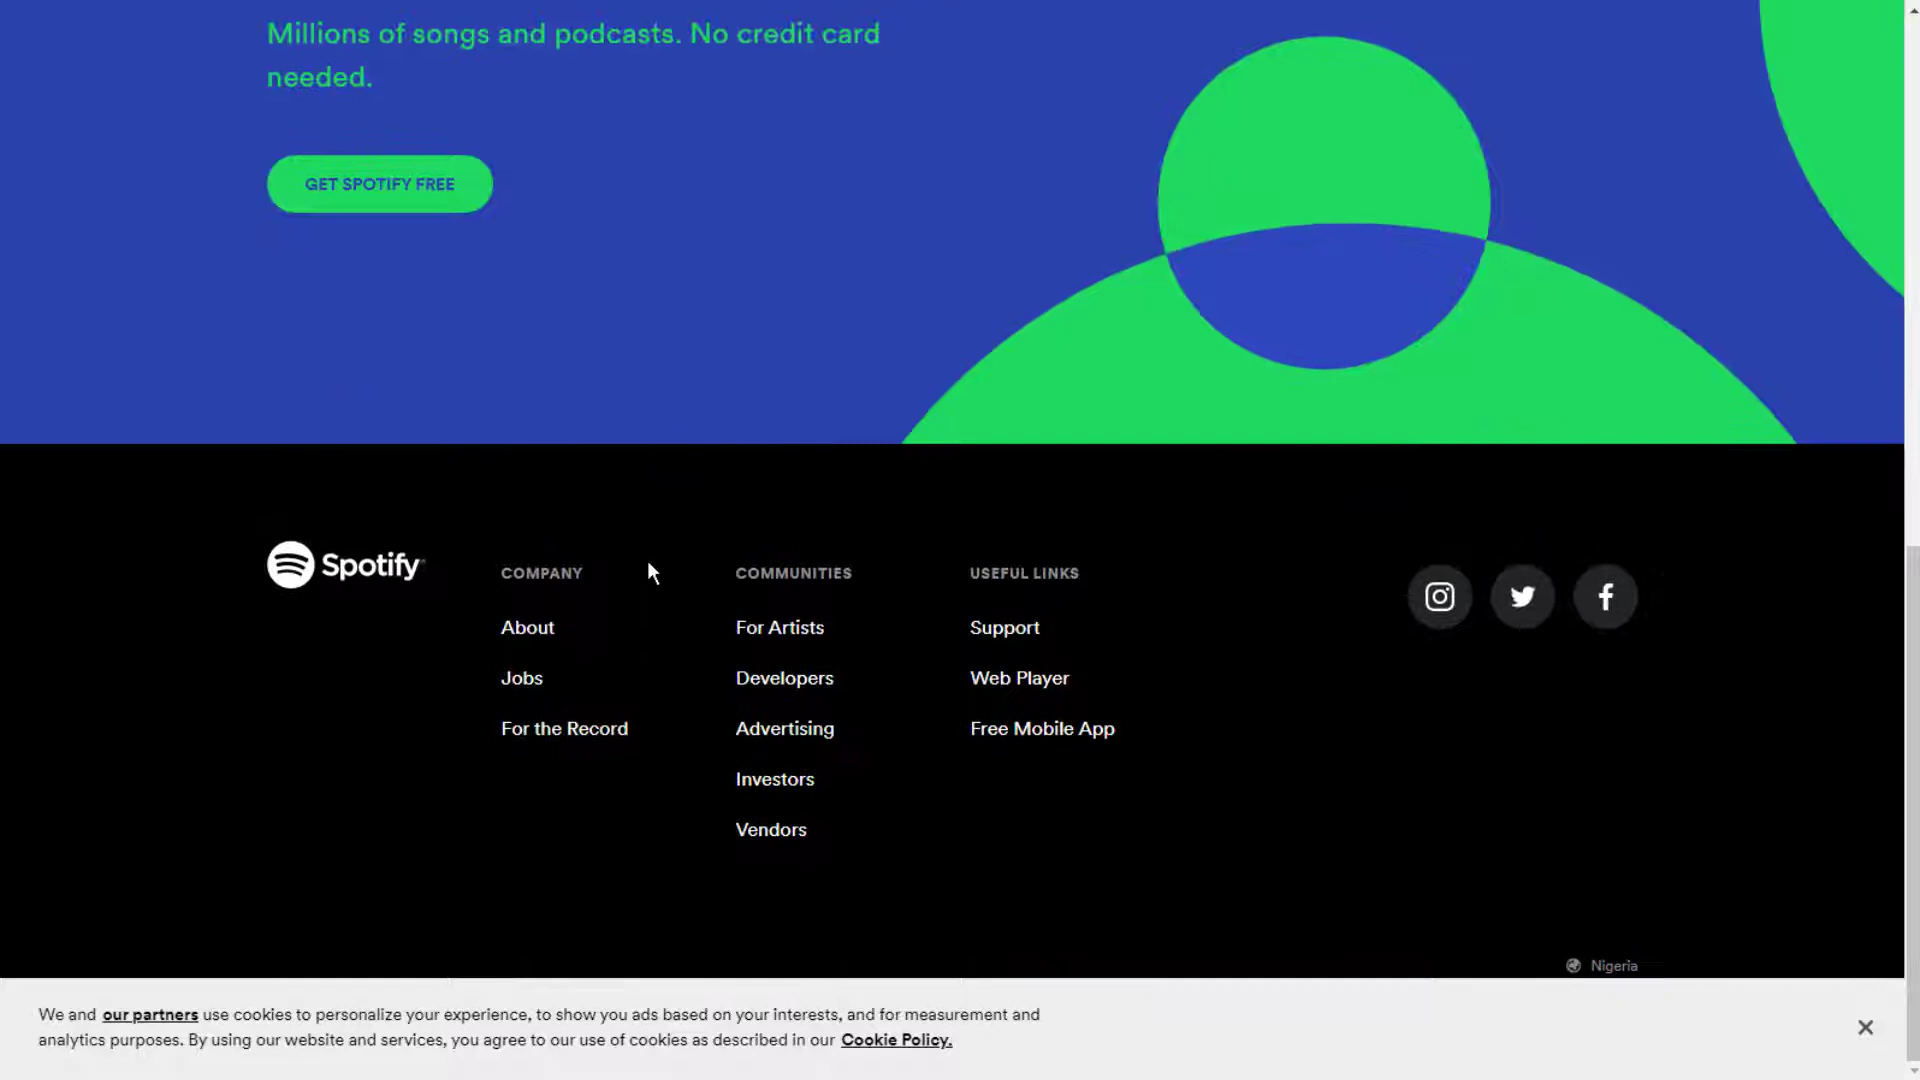 Millions of songs and podcasts. No credit card
needed.
GET SPOTIFY FREE
Spotify
COMPANY
About
Jobs
For the Record
COMMUNITIES
For Artists
Developers
Advertising
Investors
Vendors
USEFUL LINKS
Support
Web Player
Free Mobile App
Nigeria
We and our partners use cookies to personalize your experience, to show you ads based on your interests, and for measurement and
analytics purposes. By using our website and services, you agree to our use of cookies as described in our Cookie Policy.